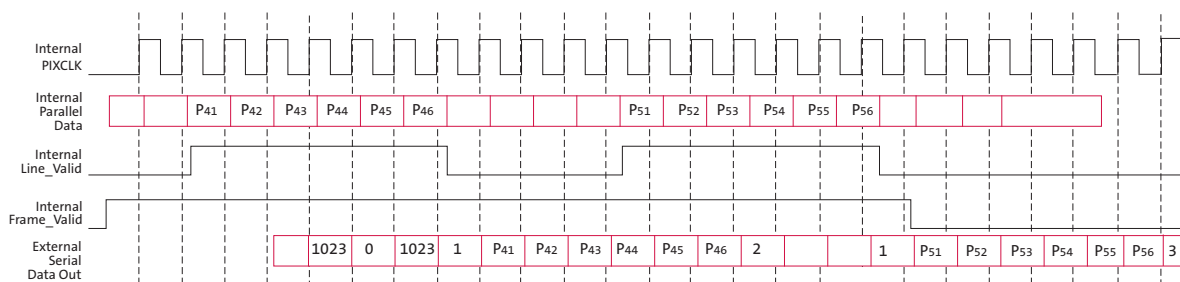 Internal
PIXCLK
Internal
Parallel
Data
P41 P42 P43 P44 P45 P46 P51 P52 P53 P54 P55 P56
Internal
Line_Valid
Internal
Frame_Valid
External
Serial
Data Out
1023 0 1023 1 P41 P42 P43 P44 P45 P46 2 1 P51 P52 P53 P54 P55 P56 3